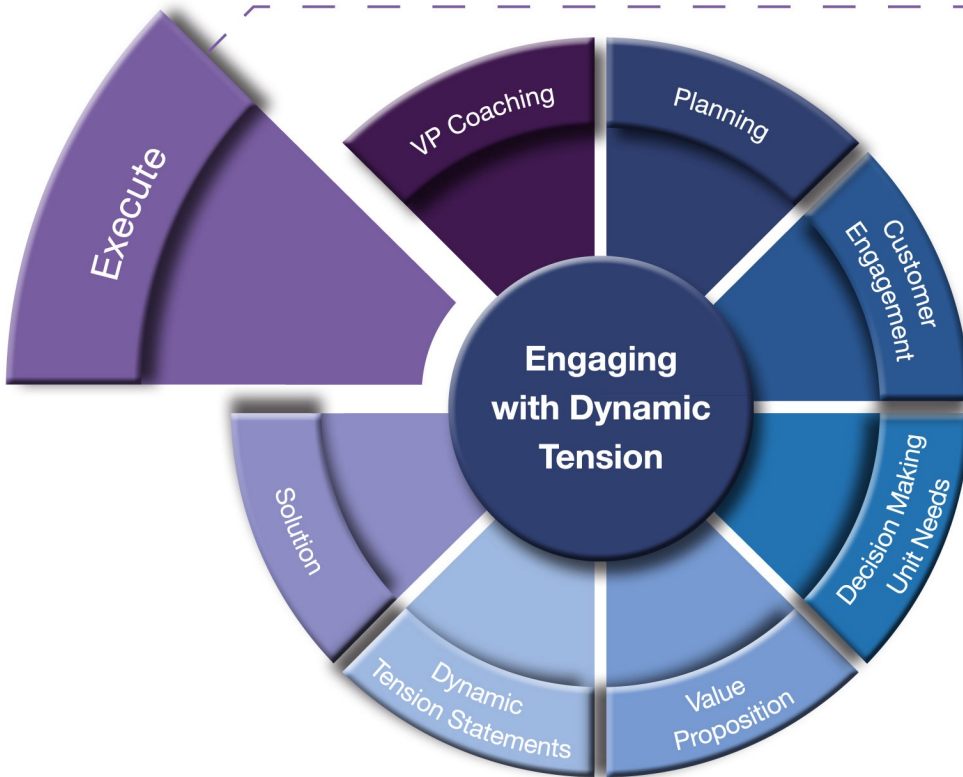 Execute
VP Coaching
Planning
Customer
Engagement
Decision Making
Unit Needs
Value
Proposition
Dynamic
Tension Statements
Solution
Engaging
with Dynamic
Tension